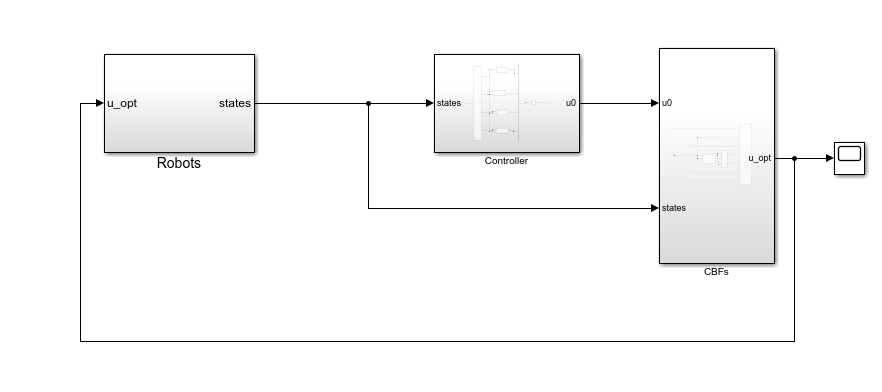 u_opt
states
Robots
states
u0
Controller
u0
u_opt
states
CBFs